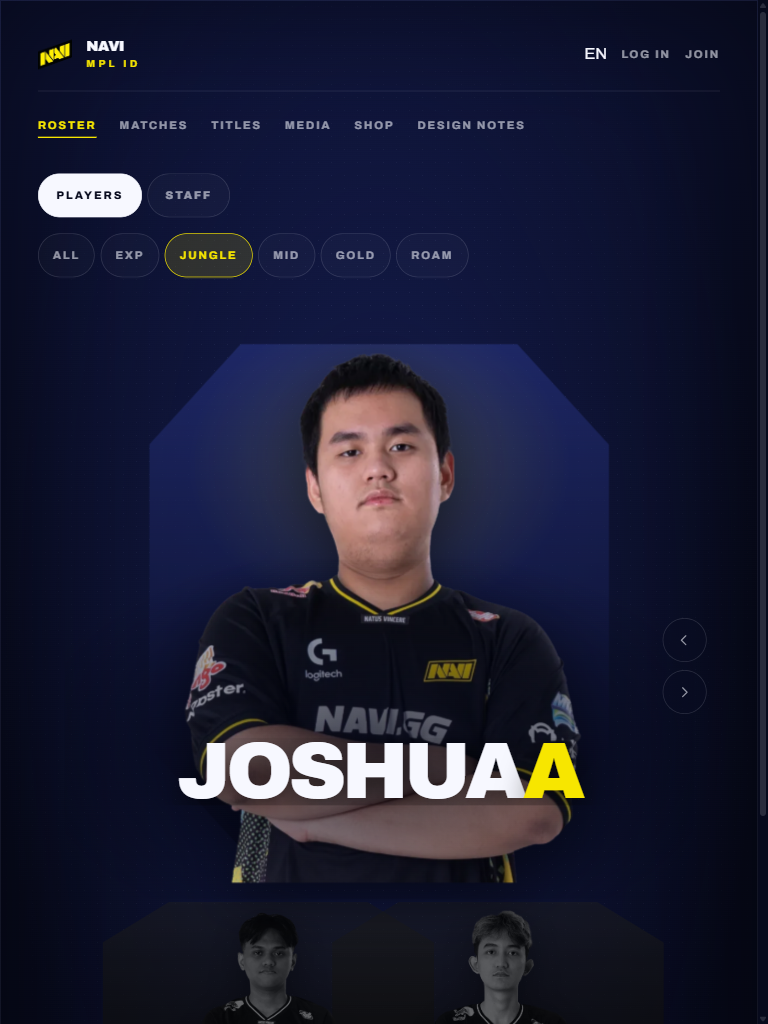 NAVI
MPL ID
EN LOG IN JOIN
ROSTER MATCHES TITLES MEDIA SHOP DESIGN NOTES
PLAYERS STAFF
ALL EXP JUNGLE MID GOLD ROAM
NATUS VINCERE
logitech
NAVI
NAVI.GG
JOSHUAA